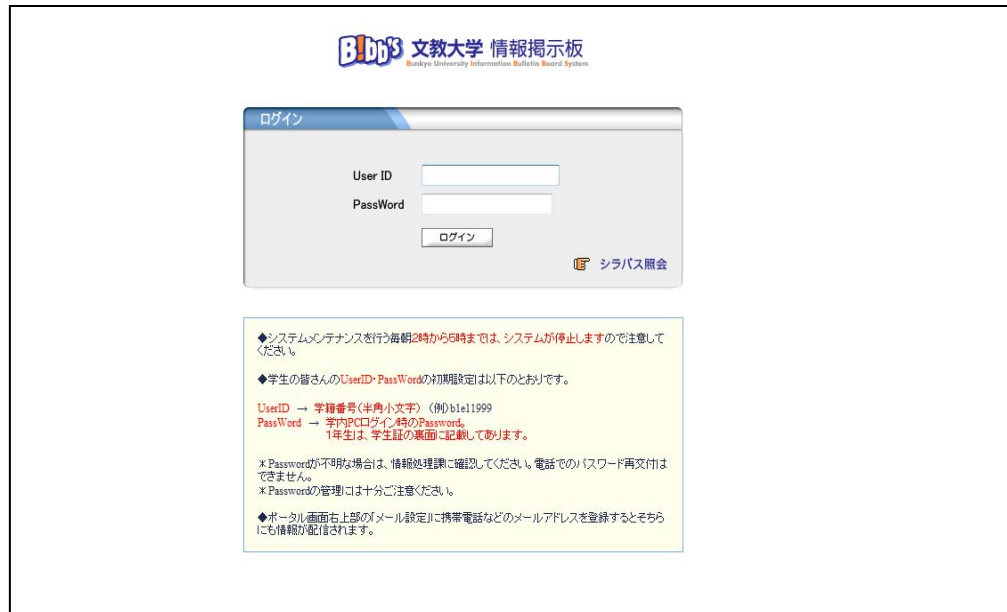 B!bb's 文教大学 情報掲示板
Bunkyo University Information Bulletin Board System
ログイン
User ID
PassWord
ログイン
シラバス照会
◆システムメンテナンスを行う毎朝2時から5時までは、システムが停止しますので注意して
ください。
◆学生の皆さんのUserID・PassWordの初期設定は以下のとおりです。
UserID → 学籍番号(半角小文字) (例)b1e11999
PassWord → 学内PCログイン時のPassword。
1年生は、学生証の裏面に記載してあります。
*Passwordが不明な場合は、情報処理課に確認してください。電話でのパスワード再交付は
できません。
*Passwordの管理には十分ご注意ください。
◆ポータル画面右上部の「メール設定」に携帯電話などのメールアドレスを登録するとそちら
にも情報が配信されます。